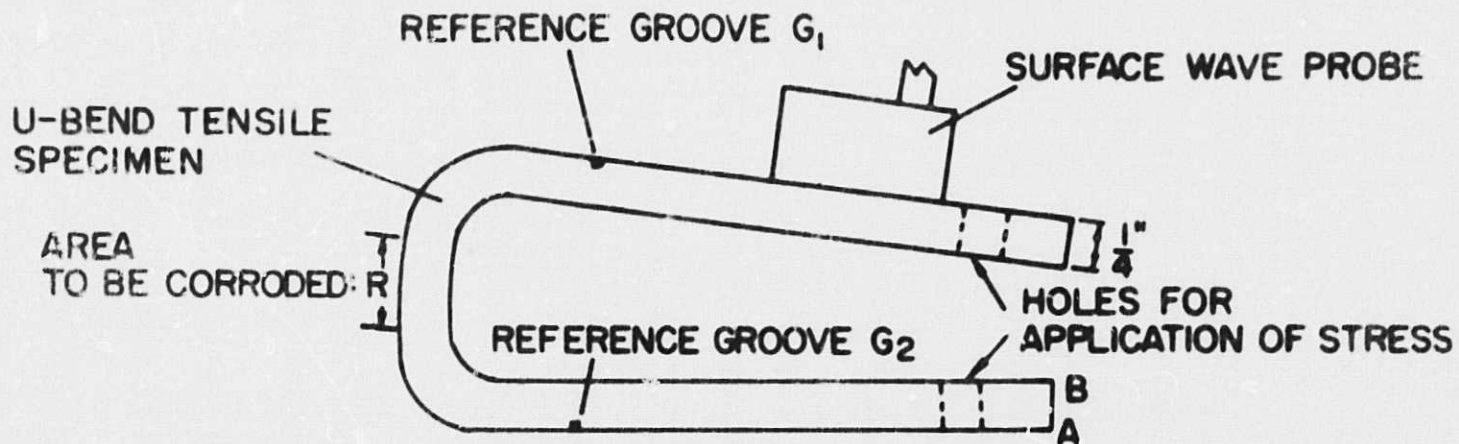 REFERENCE GROOVE G₁
SURFACE WAVE PROBE
U-BEND TENSILE
SPECIMEN
AREA
TO BE CORRODED: R
1/4"
HOLES FOR
APPLICATION OF STRESS
REFERENCE GROOVE G2
B
A